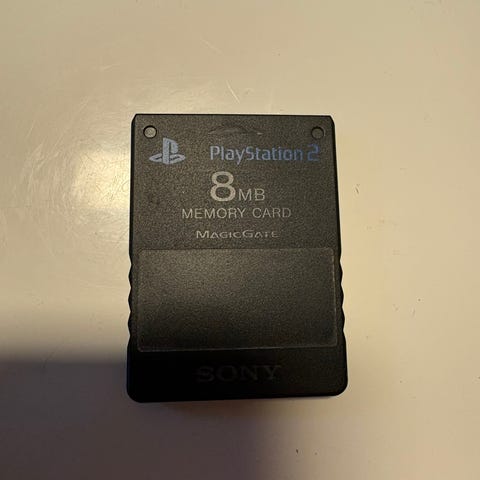 PlayStation 2
8MB
MEMORY CARD
MAGICGATE
SONY